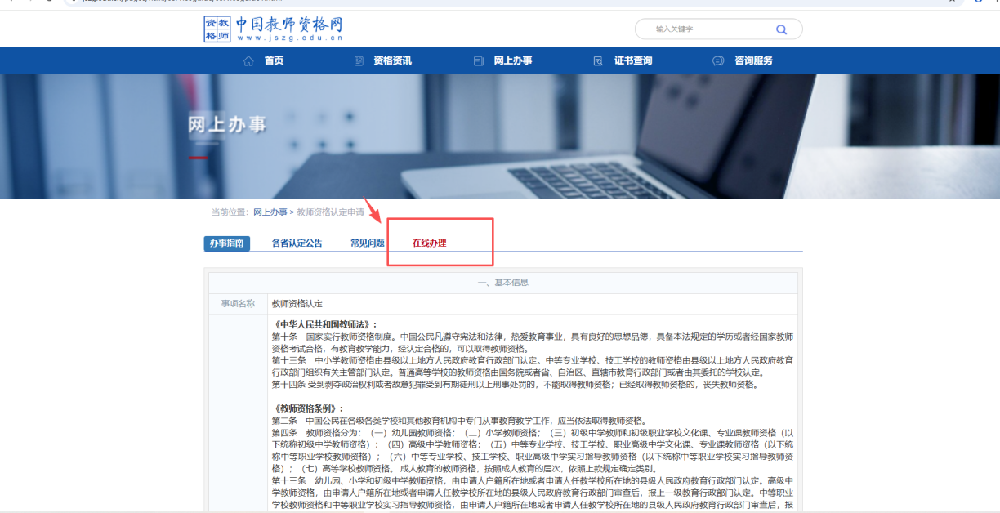 资教
格师
中国教师资格网
www.jszg.edu.cn
输入关键字
首页 资格资讯 网上办事 证书查询 咨询服务
网上办事
当前位置：网上办事 > 教师资格认定申请
办事指南 各省认定公告 常见问题 在线办理
一、基本信息
事项名称 教师资格认定
《中华人民共和国教师法》：
第十条 国家实行教师资格制度。中国公民凡遵守宪法和法律，热爱教育事业，具有良好的思想品德，具备本法规定的学历或者经国家教师
资格考试合格，有教育教学能力，经认定合格的，可以取得教师资格。
第十三条 中小学教师资格由县级以上地方人民政府教育行政部门认定。中等专业学校、技工学校的教师资格由县级以上地方人民政府教育
行政部门组织有关主管部门认定。普通高等学校的教师资格由国务院或者省、自治区、直辖市教育行政部门或者由其委托的学校认定。
第十四条 受到剥夺政治权利或者故意犯罪受到有期徒刑以上刑事处罚的，不能取得教师资格；已经取得教师资格的，丧失教师资格。
《教师资格条例》：
第二条 中国公民在各级各类学校和其他教育机构中专门从事教育教学工作，应当依法取得教师资格。
第四条 教师资格分为：（一）幼儿园教师资格；（二）小学教师资格；（三）初级中学教师和初级职业学校文化课、专业课教师资格（以
下统称初级中学教师资格）；（四）高级中学教师资格；（五）中等专业学校、技工学校、职业高级中学文化课、专业课教师资格（以下统
称中等职业学校教师资格）；（六）中等专业学校、技工学校、职业高级中学实习指导教师资格（以下统称中等职业学校实习指导教师资
格）；（七）高等学校教师资格。 成人教育的教师资格，按照成人教育的层次，依照上款规定确定类别。
第十三条 幼儿园、小学和初级中学教师资格，由申请人户籍所在地或者申请人任教学校所在地的县级人民政府教育行政部门认定。高级中
学教师资格，由申请人户籍所在地或者申请人任教学校所在地的县级人民政府教育行政部门审查后，报上一级教育行政部门认定。中等职业
学校教师资格和中等职业学校实习指导教师资格，由申请人户籍所在地或者申请人任教学校所在地的县级人民政府教育行政部门审查后，报